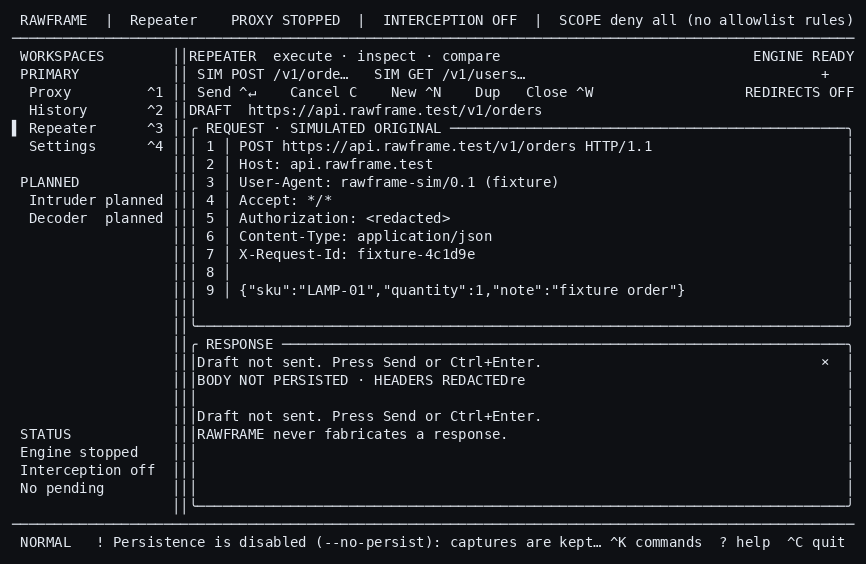 RAWFRAME | Repeater PROXY STOPPED | INTERCEPTION OFF | SCOPE deny all (no allowlist rules)
WORKSPACES REPEATER execute · inspect · compare ENGINE READY
PRIMARY SIM POST /v1/orde… SIM GET /v1/users… +
Proxy ^1 Send ^↵ Cancel C New ^N Dup Close ^W REDIRECTS OFF
History ^2 DRAFT https://api.rawframe.test/v1/orders
Repeater ^3 REQUEST · SIMULATED ORIGINAL
Settings ^4 1 POST https://api.rawframe.test/v1/orders HTTP/1.1
2 Host: api.rawframe.test
PLANNED 3 User-Agent: rawframe-sim/0.1 (fixture)
Intruder planned 4 Accept: */*
Decoder planned 5 Authorization: <redacted>
6 Content-Type: application/json
7 X-Request-Id: fixture-4c1d9e
8
9 {"sku":"LAMP-01","quantity":1,"note":"fixture order"}
RESPONSE
Draft not sent. Press Send or Ctrl+Enter. ×
BODY NOT PERSISTED · HEADERS REDACTEDre
Draft not sent. Press Send or Ctrl+Enter.
STATUS RAWFRAME never fabricates a response.
Engine stopped
Interception off
No pending
NORMAL ! Persistence is disabled (--no-persist): captures are kept… ^K commands ? help ^C quit